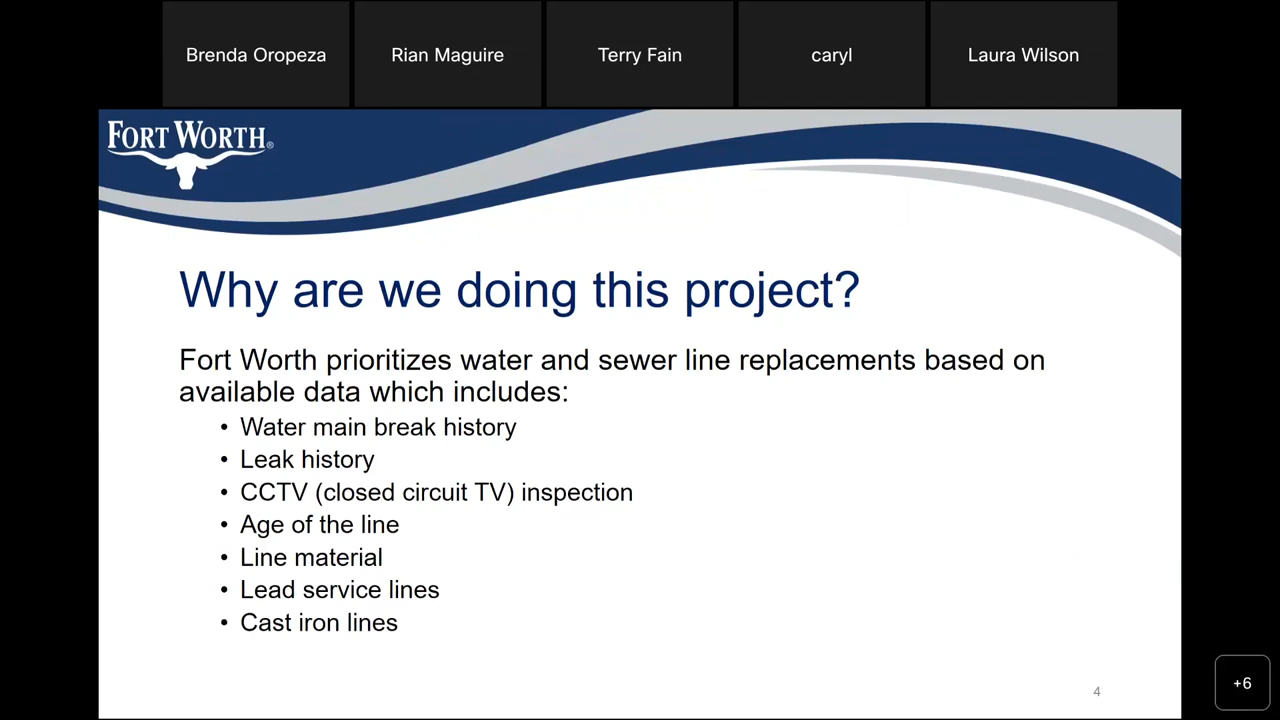 Brenda Oropeza
Rian Maguire
Terry Fain
caryl
Laura Wilson
FORT WORTH®
Why are we doing this project?
Fort Worth prioritizes water and sewer line replacements based on
available data which includes:
• Water main break history
• Leak history
• CCTV (closed circuit TV) inspection
• Age of the line
• Line material
• Lead service lines
• Cast iron lines
4
+6